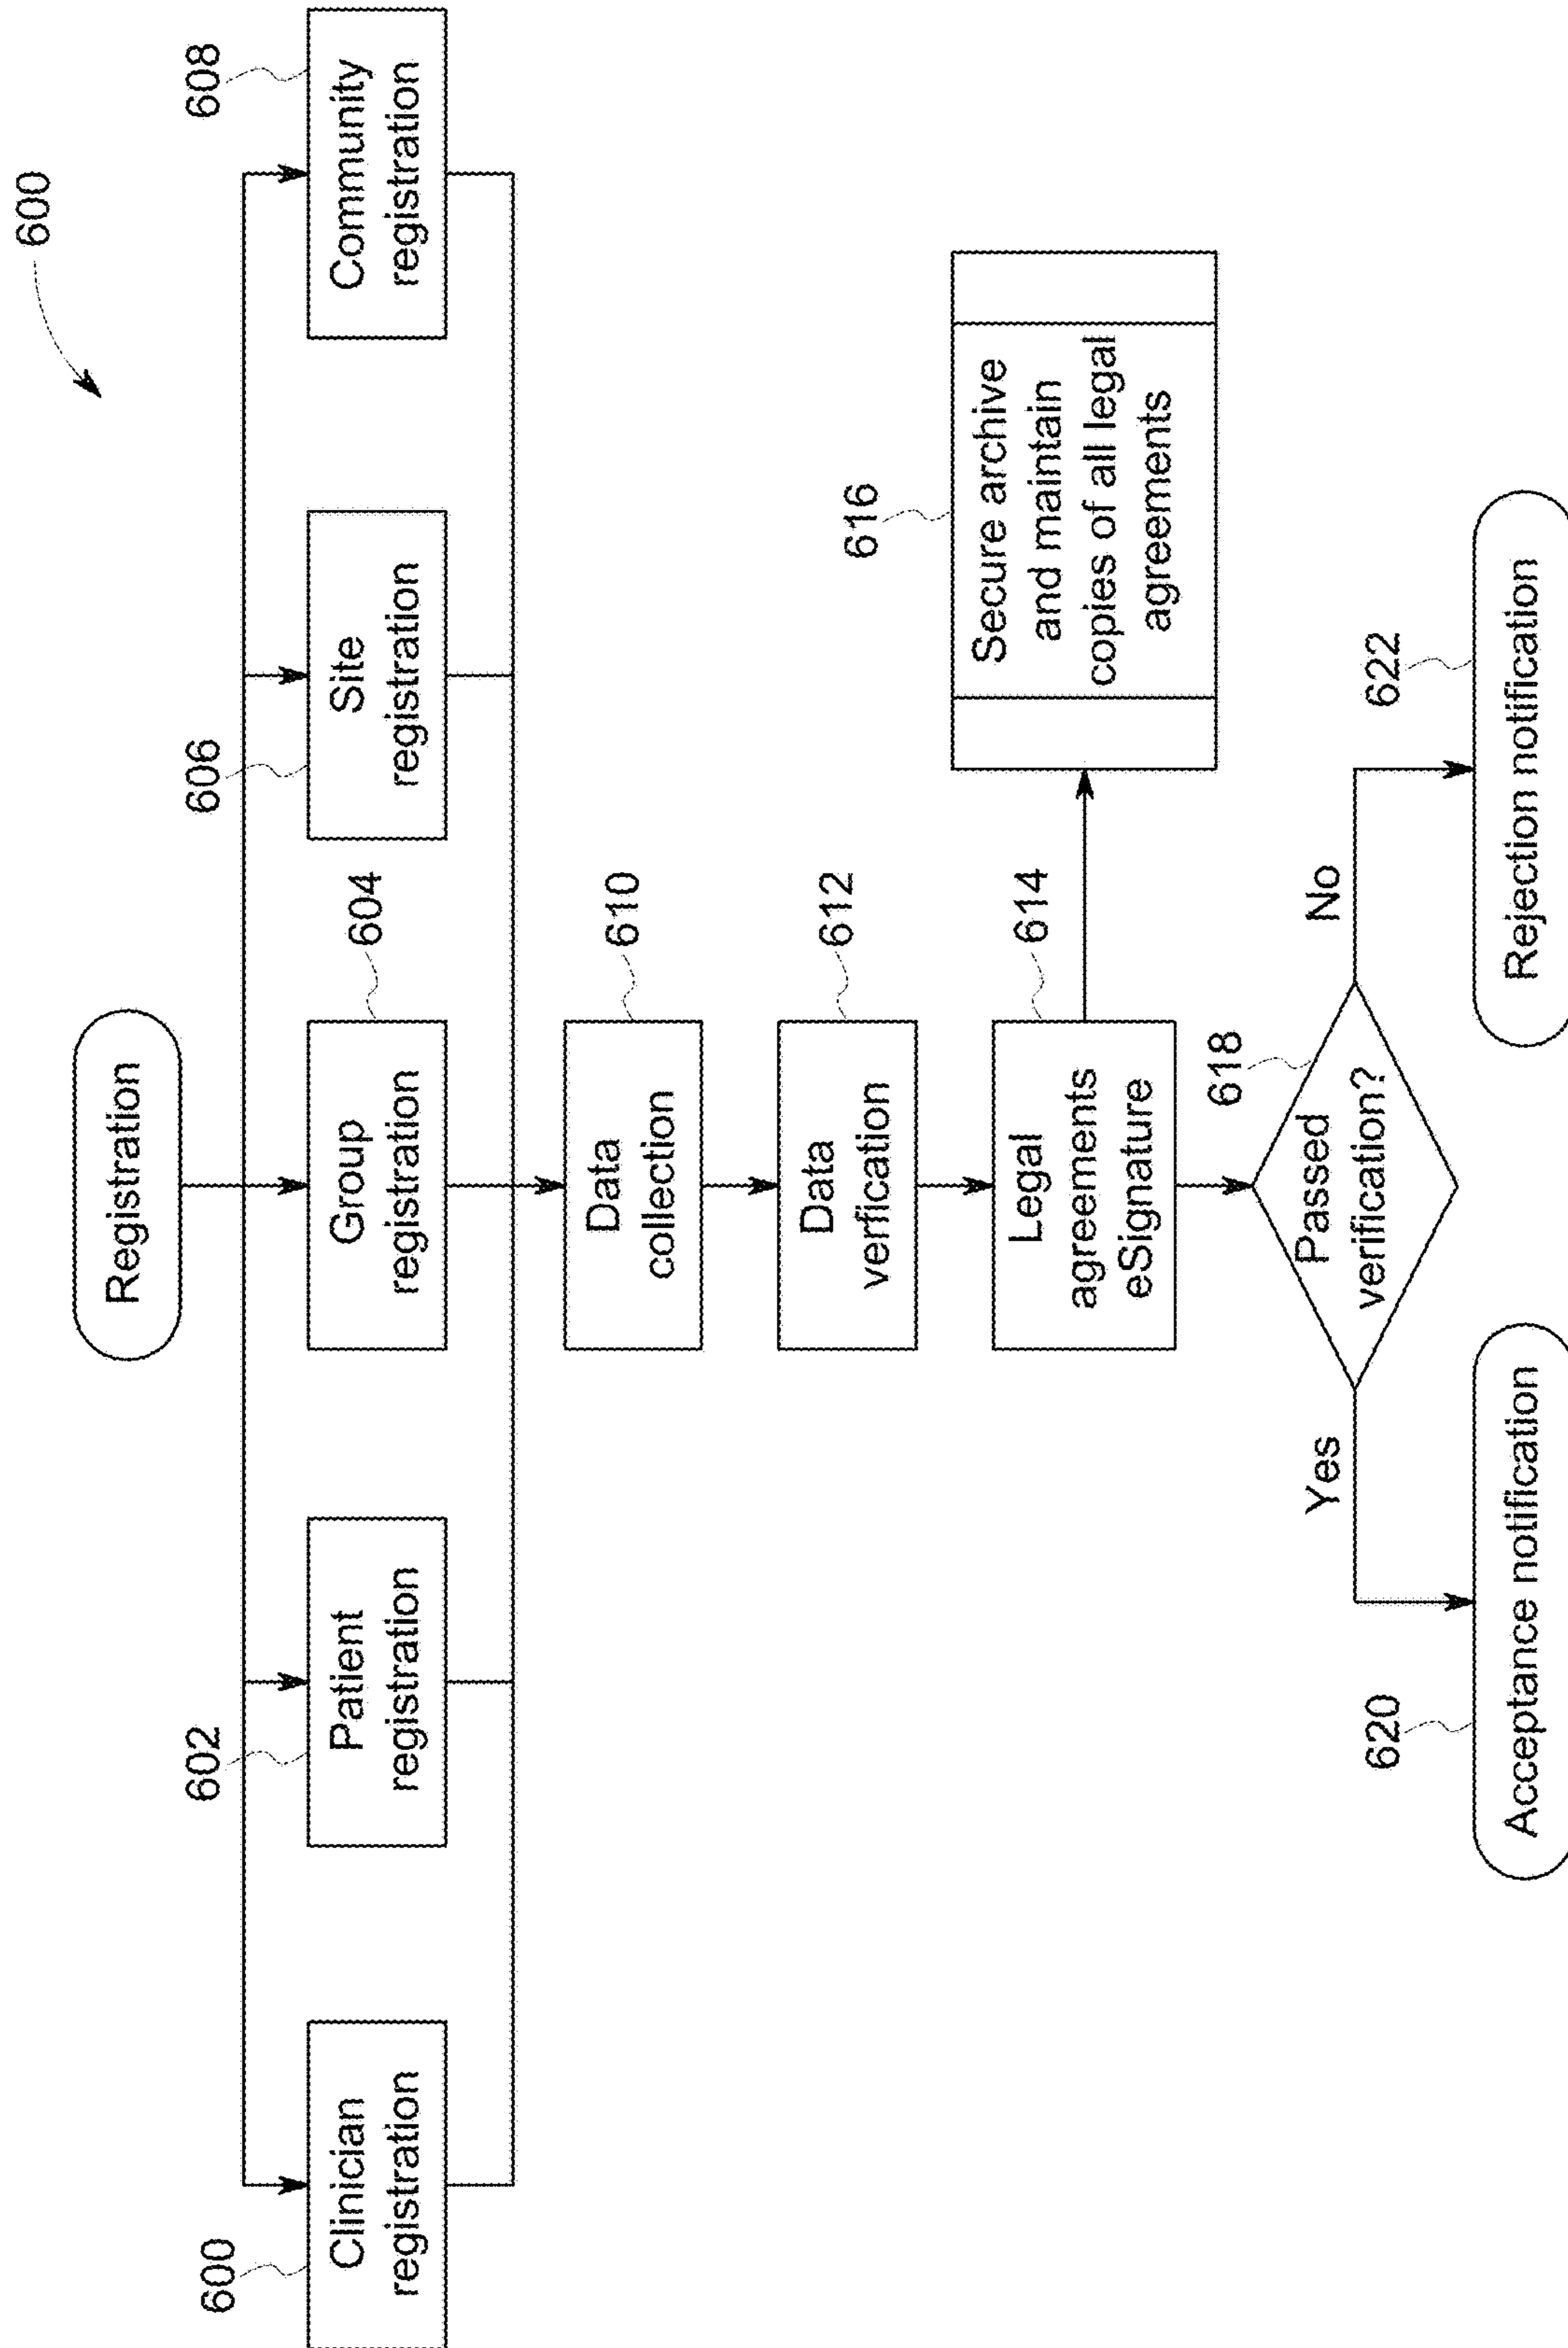 600
Registration
600
Clinician
registration
602
Patient
registration
604
Group
registration
606
Site
registration
608
Community
registration
610
Data
collection
612
Data
verfication
614
Legal
agreements
eSignature
616
Secure archive
and maintain
copies of all legal
agreements
618
Passed
verification?
Yes
No
620
Acceptance notification
622
Rejection notification